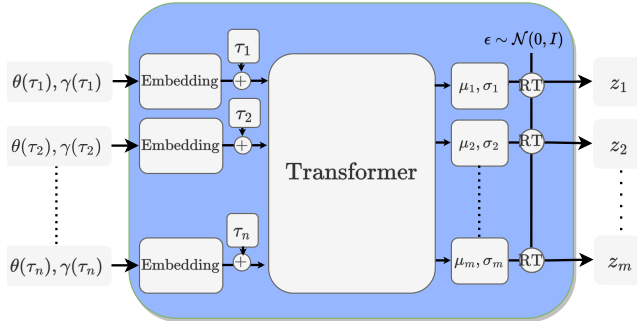 ϵ ∼ 𝒩(0, I)
θ(τ₁), γ(τ₁) Embedding τ₁ + μ₁, σ₁ RT z₁
θ(τ₂), γ(τ₂) Embedding τ₂ + μ₂, σ₂ RT z₂
Transformer
θ(τₙ), γ(τₙ) Embedding τₙ + μₘ, σₘ RT zₘ